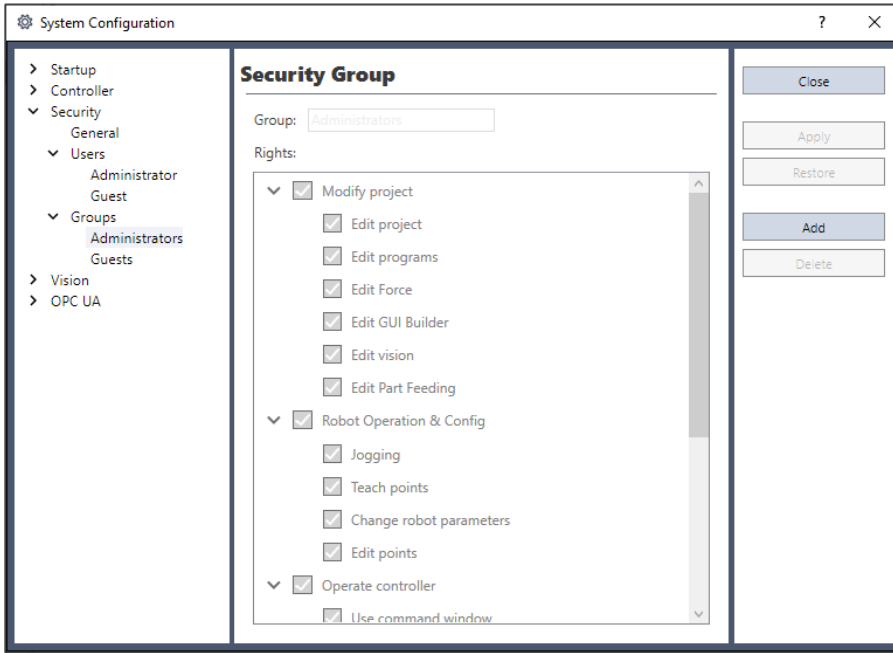 System Configuration
?
Startup
Controller
Security
General
Users
Administrator
Guest
Groups
Administrators
Guests
Vision
OPC UA
Security Group
Group: Administrators
Rights:
Modify project
Edit project
Edit programs
Edit Force
Edit GUI Builder
Edit vision
Edit Part Feeding
Robot Operation & Config
Jogging
Teach points
Change robot parameters
Edit points
Operate controller
Use command window
Close
Apply
Restore
Add
Delete